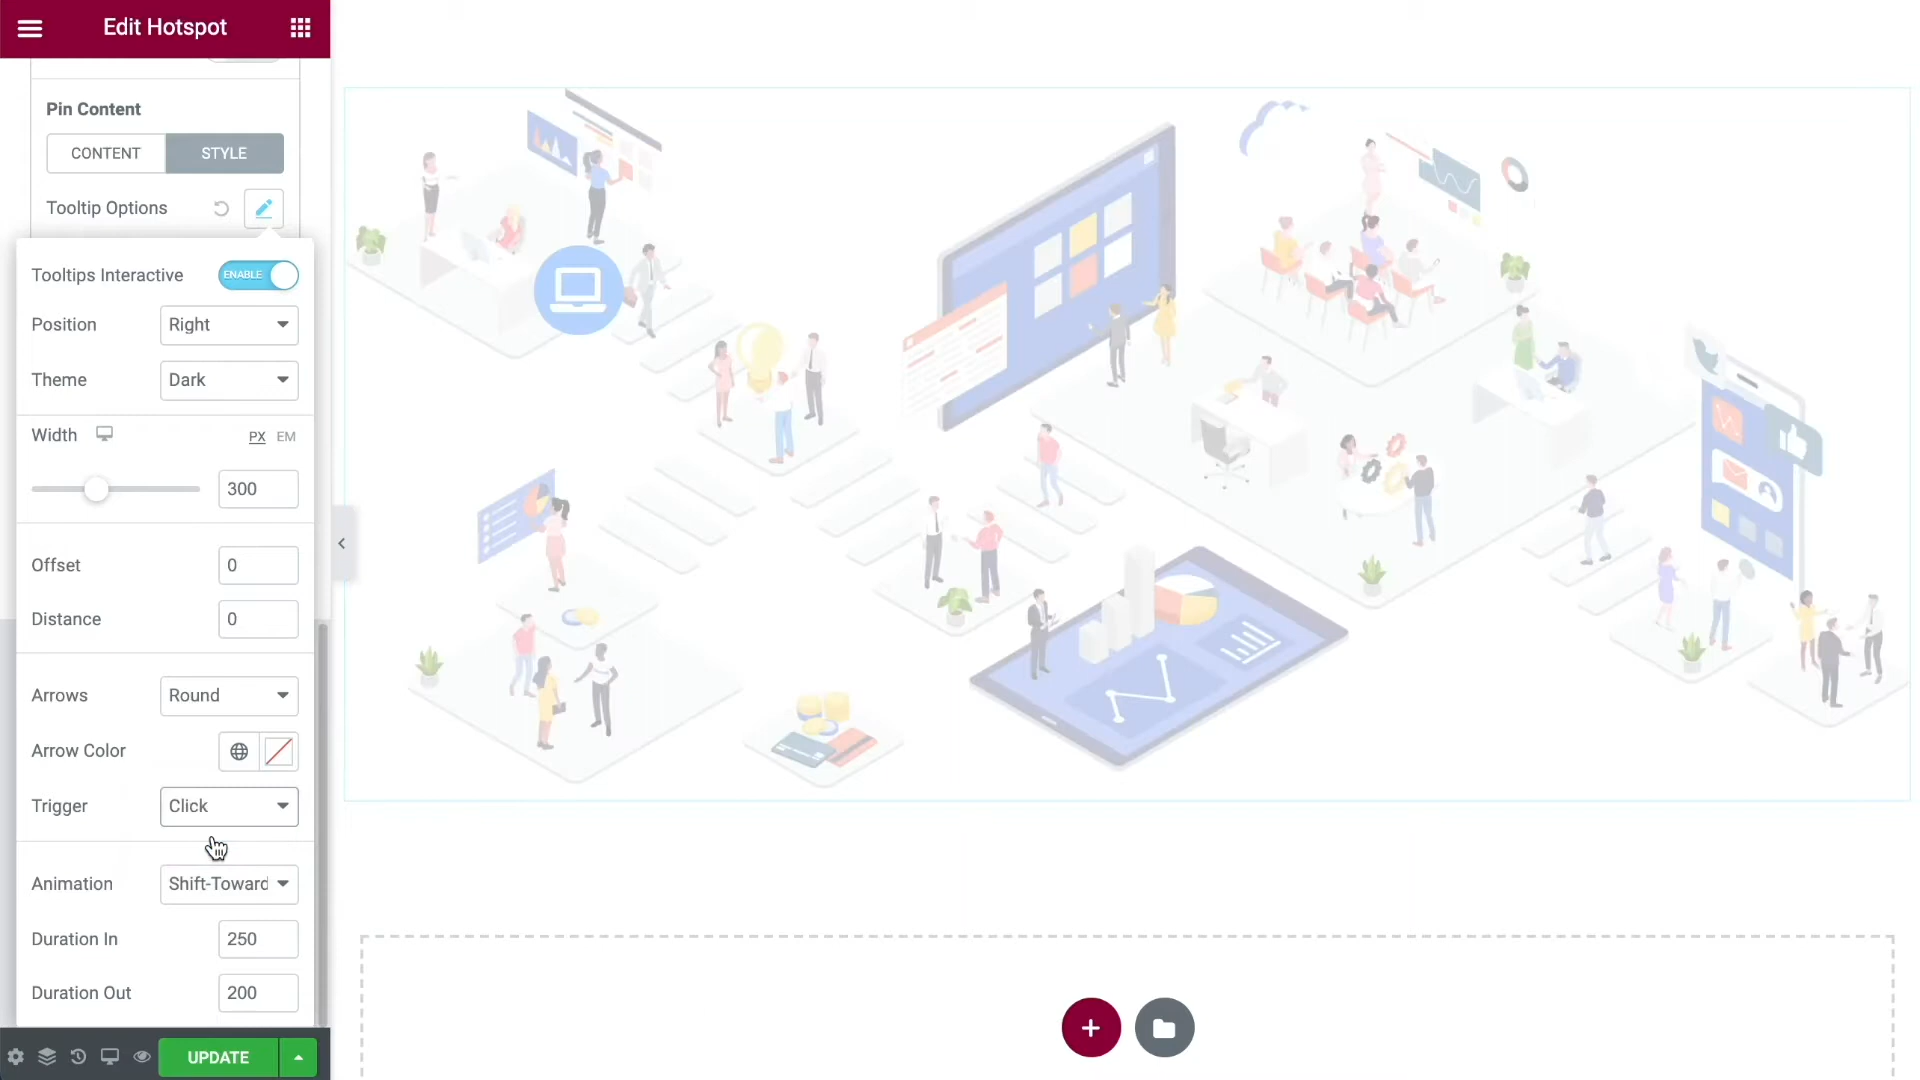 Edit Hotspot
Pin Content
CONTENT STYLE
Tooltip Options
Tooltips Interactive ENABLE
Position Right
Theme Dark
Width PX EM
300
Offset 0
Distance 0
Arrows Round
Arrow Color
Trigger Click
Animation Shift-Toward
Duration In 250
Duration Out 200
UPDATE